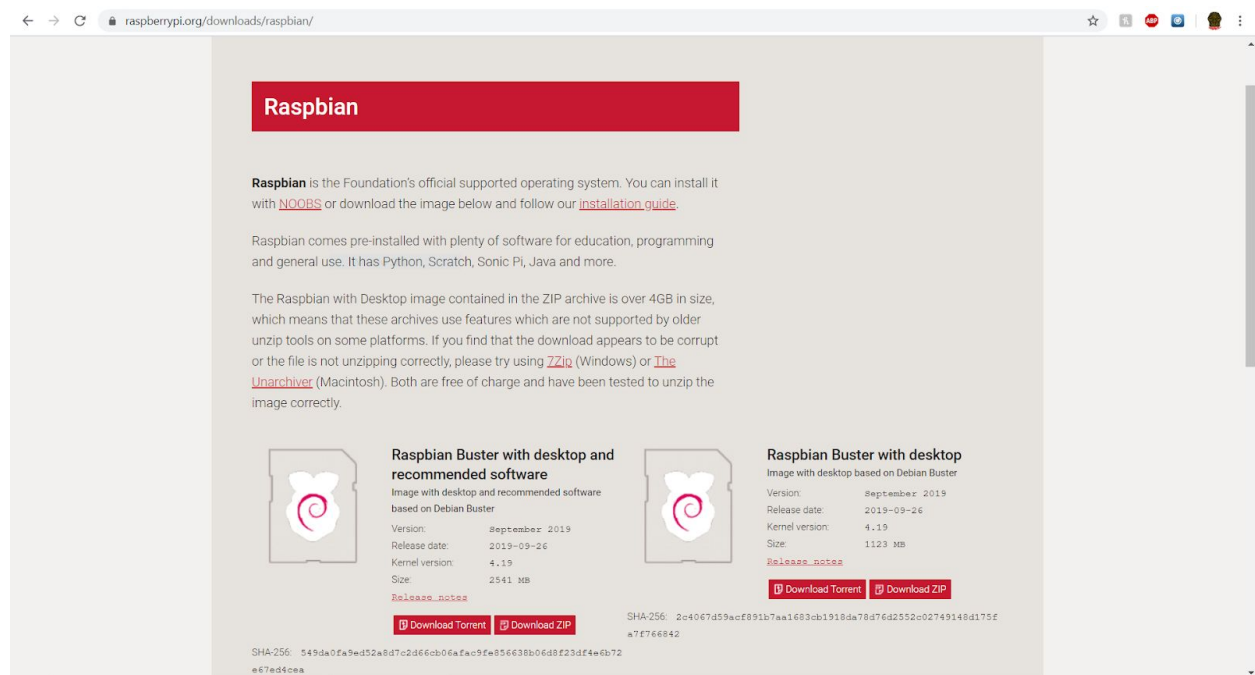 raspberrypi.org/downloads/raspbian/
ABP
Raspbian
Raspbian is the Foundation's official supported operating system. You can install it
with NOOBS or download the image below and follow our installation guide.
Raspbian comes pre-installed with plenty of software for education, programming
and general use. It has Python, Scratch, Sonic Pi, Java and more.
The Raspbian with Desktop image contained in the ZIP archive is over 4GB in size,
which means that these archives use features which are not supported by older
unzip tools on some platforms. If you find that the download appears to be corrupt
or the file is not unzipping correctly, please try using 7Zip (Windows) or The
Unarchiver (Macintosh). Both are free of charge and have been tested to unzip the
image correctly.
Raspbian Buster with desktop and
recommended software
Image with desktop and recommended software
based on Debian Buster
Version: September 2019
Release date: 2019-09-26
Kernel version: 4.19
Size: 2541 MB
Release notes
Download Torrent Download ZIP
SHA-256: 549da0fa9ed52a8d7c2d66cb06afac9fe856638b06d8f23df4e6b72
e67ed4cea
Raspbian Buster with desktop
Image with desktop based on Debian Buster
Version: September 2019
Release date: 2019-09-26
Kernel version: 4.19
Size: 1123 MB
Release notes
Download Torrent Download ZIP
SHA-256: 2c4067d59acf891b7aa1683cb1918da78d76d2552c02749148d175f
a7f766842